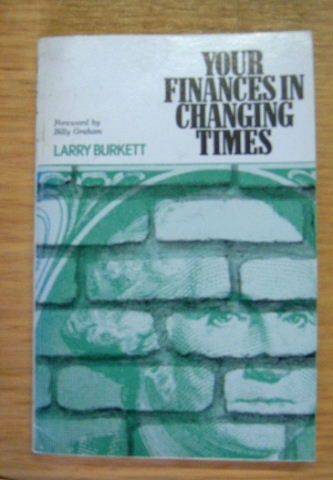 YOUR
FINANCES IN
CHANGING
TIMES
Foreword by
Billy Graham
LARRY BURKETT